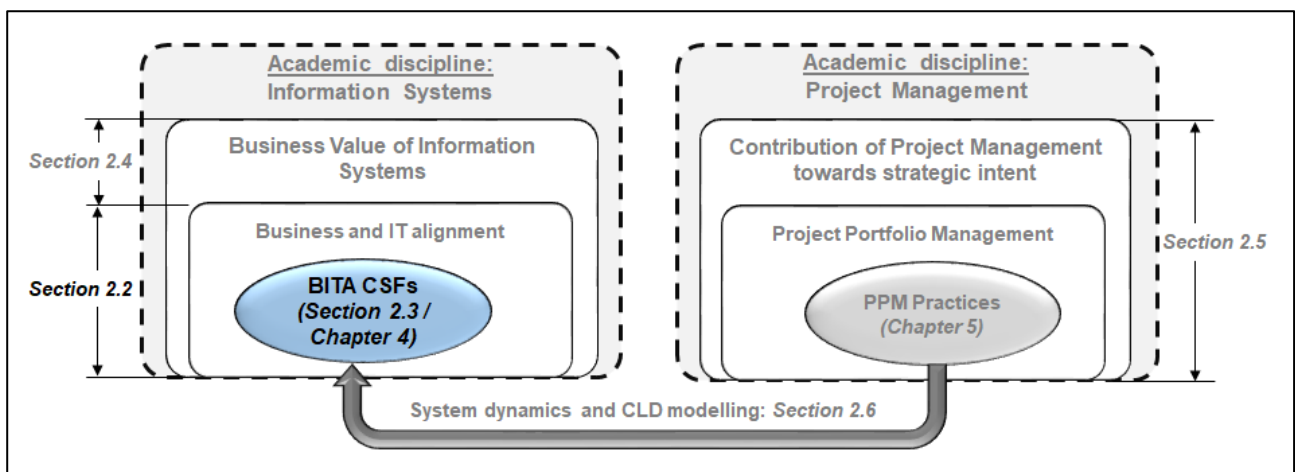 Academic discipline:
Information Systems
Business Value of Information
Systems
Section 2.4
Business and IT alignment
Section 2.2
BITA CSFs
(Section 2.3 /
Chapter 4)
Academic discipline:
Project Management
Contribution of Project Management
towards strategic intent
Project Portfolio Management
Section 2.5
PPM Practices
(Chapter 5)
System dynamics and CLD modelling: Section 2.6